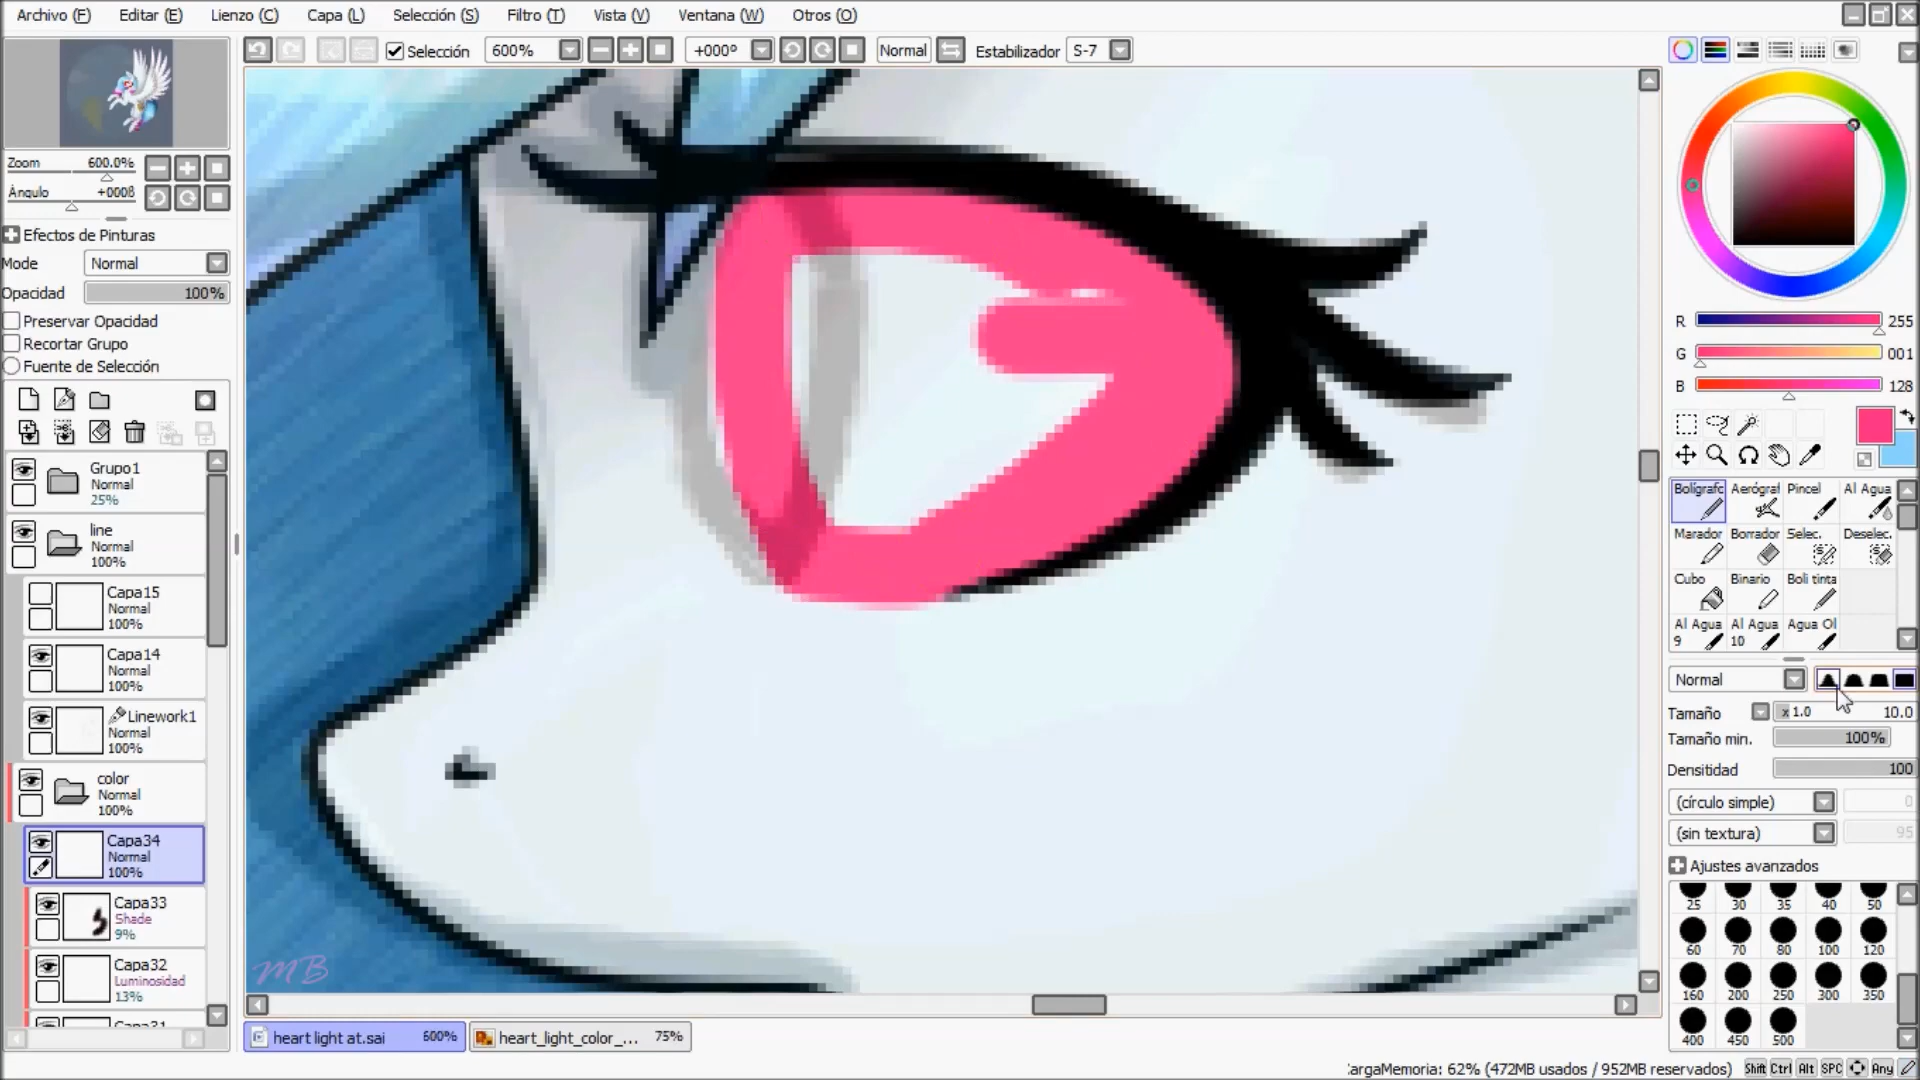 Archivo (F) Editar (E) Lienzo (C) Capa (L) Selección (S) Filtro (T) Vista (V) Ventana (W) Otros (O)
Selección 600% +000º Normal Estabilizador S-7
Zoom 600.0%
Ángulo +000ß
Efectos de Pinturas
Mode Normal
Opacidad 100%
Preservar Opacidad
Recortar Grupo
Fuente de Selección
Grupo1
Normal
25%
line
Normal
100%
Capa15
Normal
100%
Capa14
Normal
100%
Linework1
Normal
100%
color
Normal
100%
Capa34
Normal
100%
Capa33
Shade
9%
Capa32
Luminosidad
13%
MB
heart light at.sai 600% heart_light_color_... 75%
R 255
G 001
B 128
Bolígrafc Aerógraf Pincel Al Agua
Marador Borrador Selec. Deselec.
Cubo Binario Boli tinta
Al Agua Al Agua Agua Ol
9 10
Normal
Tamaño x 1.0 10.0
Tamaño min. 100%
Densitidad 100
(círculo simple) 0
(sin textura) 95
Ajustes avanzados
25 30 35 40 50
60 70 80 100 120
160 200 250 300 350
400 450 500
argaMemoria: 62% (472MB usados / 952MB reservados) Shift Ctrl Alt SPC Any